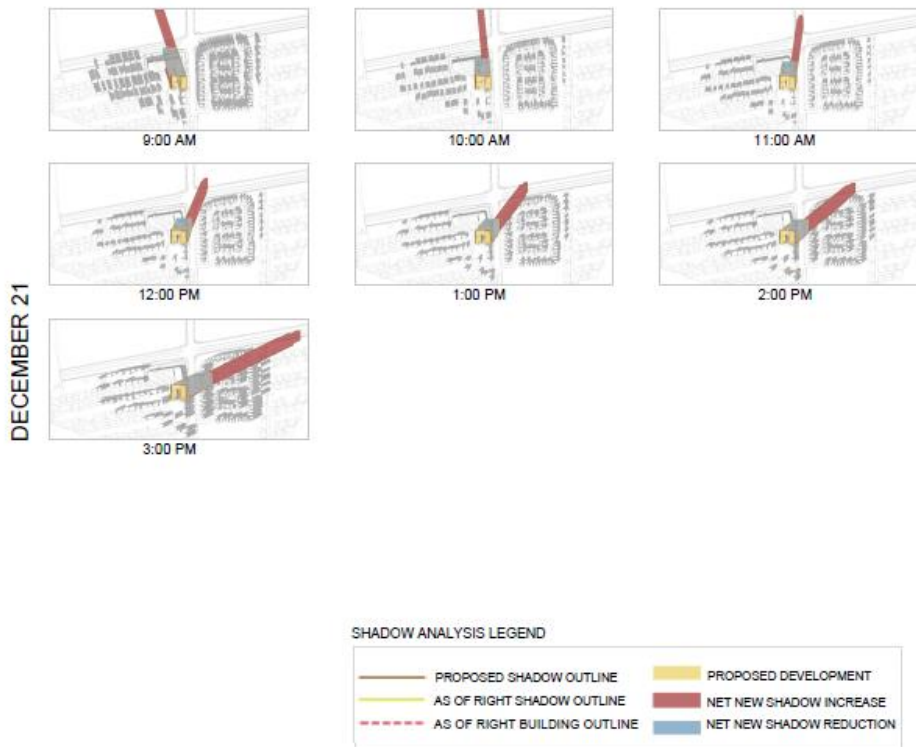 9:00 AM
10:00 AM
11:00 AM
12:00 PM
1:00 PM
2:00 PM
DECEMBER 21
3:00 PM
SHADOW ANALYSIS LEGEND
PROPOSED SHADOW OUTLINE
PROPOSED DEVELOPMENT
AS OF RIGHT SHADOW OUTLINE
NET NEW SHADOW INCREASE
AS OF RIGHT BUILDING OUTLINE
NET NEW SHADOW REDUCTION